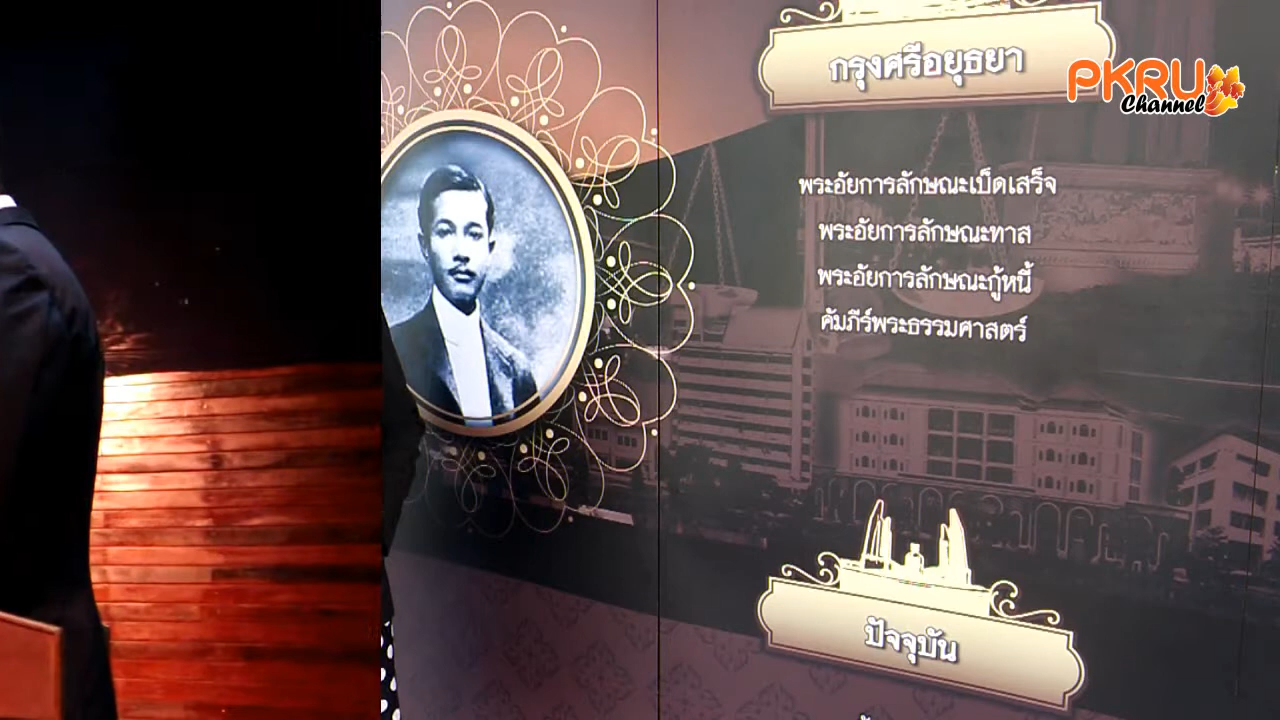 กรุงศรีอยุธยา
PKRU
Channel
พระอัยการลักษณะเบ็ดเสร็จ
พระอัยการลักษณะทาส
พระอัยการลักษณะกู้หนี้
คัมภีร์พระธรรมศาสตร์
ปัจจุบัน